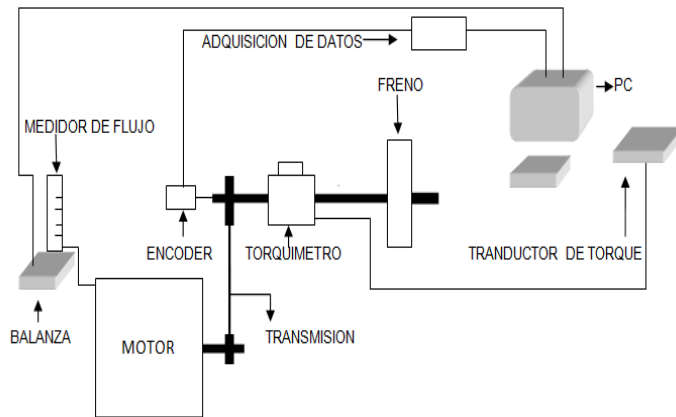 ADQUISICION DE DATOS
FRENO
PC
MEDIDOR DE FLUJO
ENCODER
TORQUIMETRO
TRANDUCTOR DE TORQUE
BALANZA
MOTOR
TRANSMISION